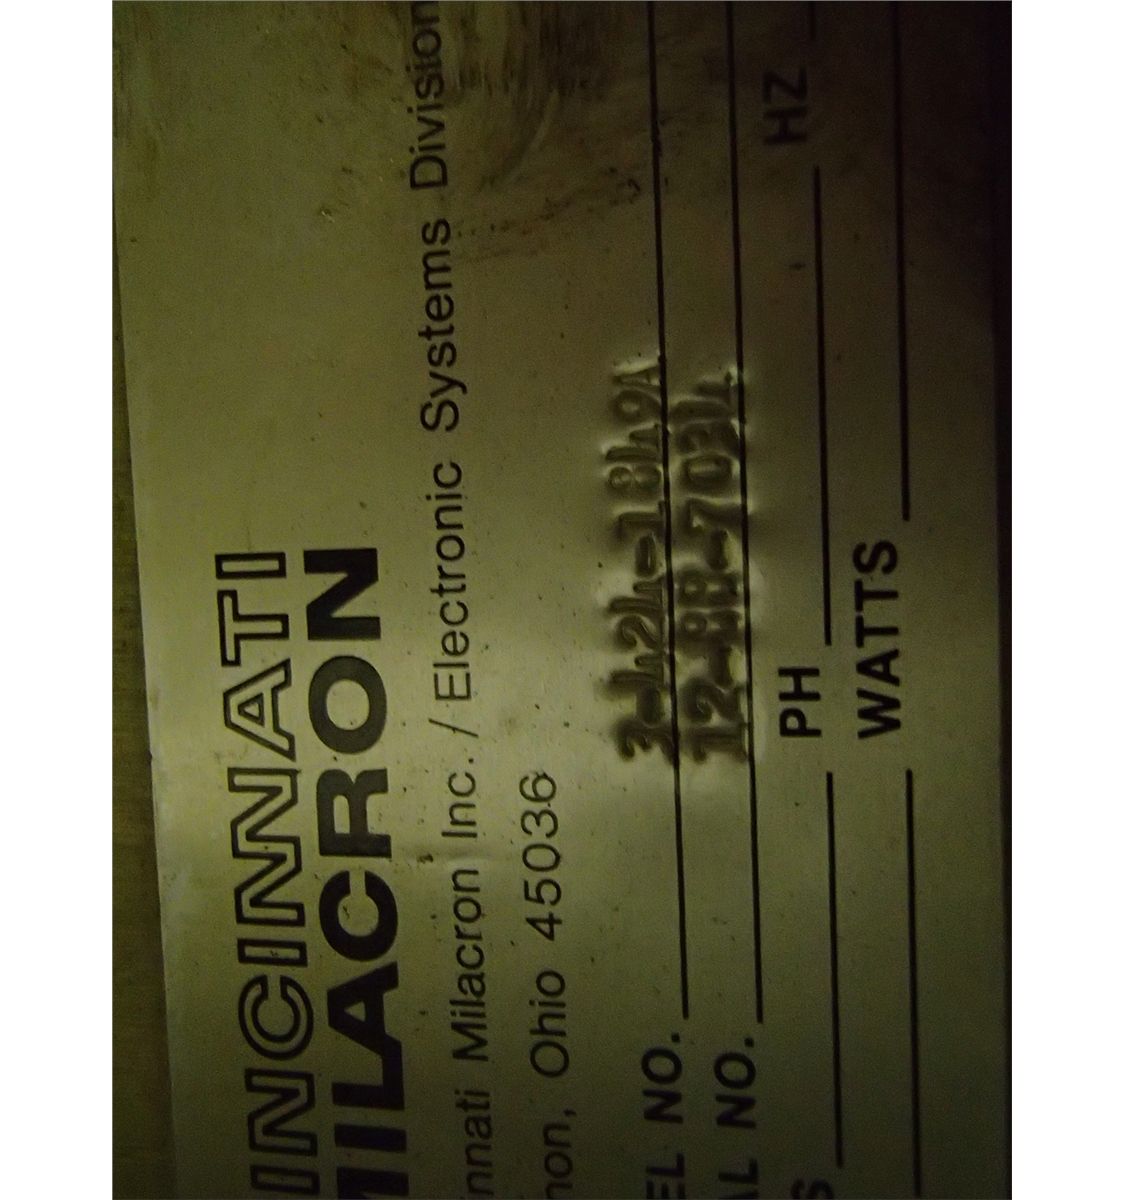 INCINNATI
MILACRON
nnati Milacron Inc. / Electronic Systems Division
non, Ohio 45036
EL NO. 3-424-1849A
AL NO. 12-88-7024
S PH HZ
WATTS